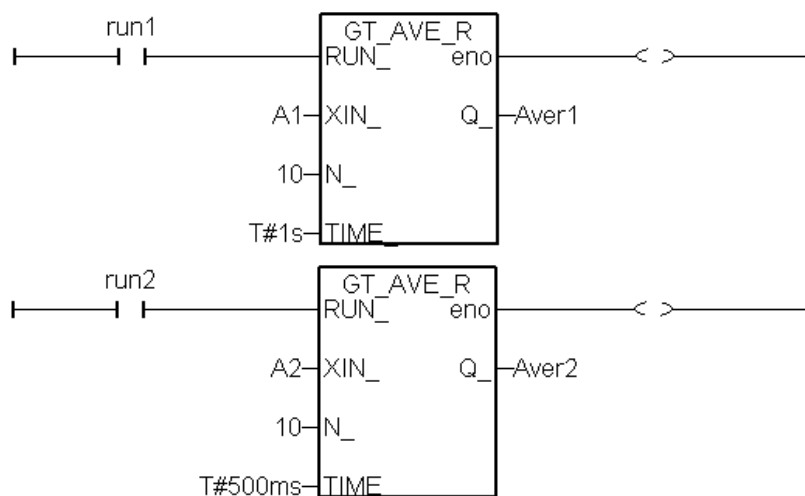 run1
GT_AVE_R
RUN_ eno
A1 XIN_ Q_ Aver1
10 N_
T#1s TIME_
run2
GT_AVE_R
RUN_ eno
A2 XIN_ Q_ Aver2
10 N_
T#500ms TIME